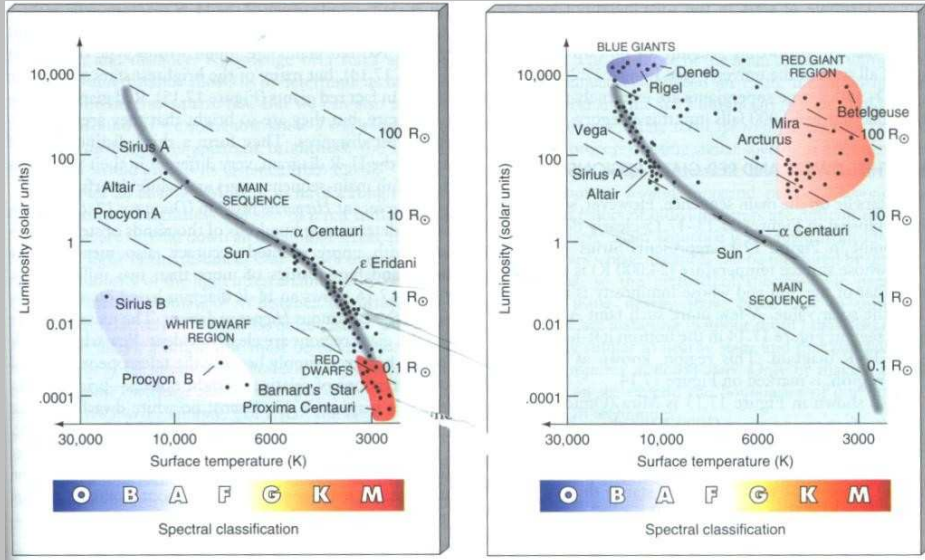 Luminosity (solar units)
10,000
100
1
0.01
.0001
100 R☉
10 R☉
1 R☉
0.1 R☉
Sirius A
Altair
Procyon A
MAIN
SEQUENCE
α Centauri
Sun
ε Eridani
Sirius B
WHITE DWARF
REGION
Procyon B
RED
DWARFS
Barnard's Star
Proxima Centauri
30,000 10,000 6000 3000
Surface temperature (K)
O B A F G K M
Spectral classification
Luminosity (solar units)
10,000
100
1
0.01
.0001
BLUE GIANTS
Deneb
Rigel
RED GIANT
REGION
Betelgeuse
Mira
100 R☉
Arcturus
Vega
Sirius A
Altair
10 R☉
α Centauri
Sun
MAIN
SEQUENCE
1 R☉
0.1 R☉
30,000 10,000 6000 3000
Surface temperature (K)
O B A F G K M
Spectral classification